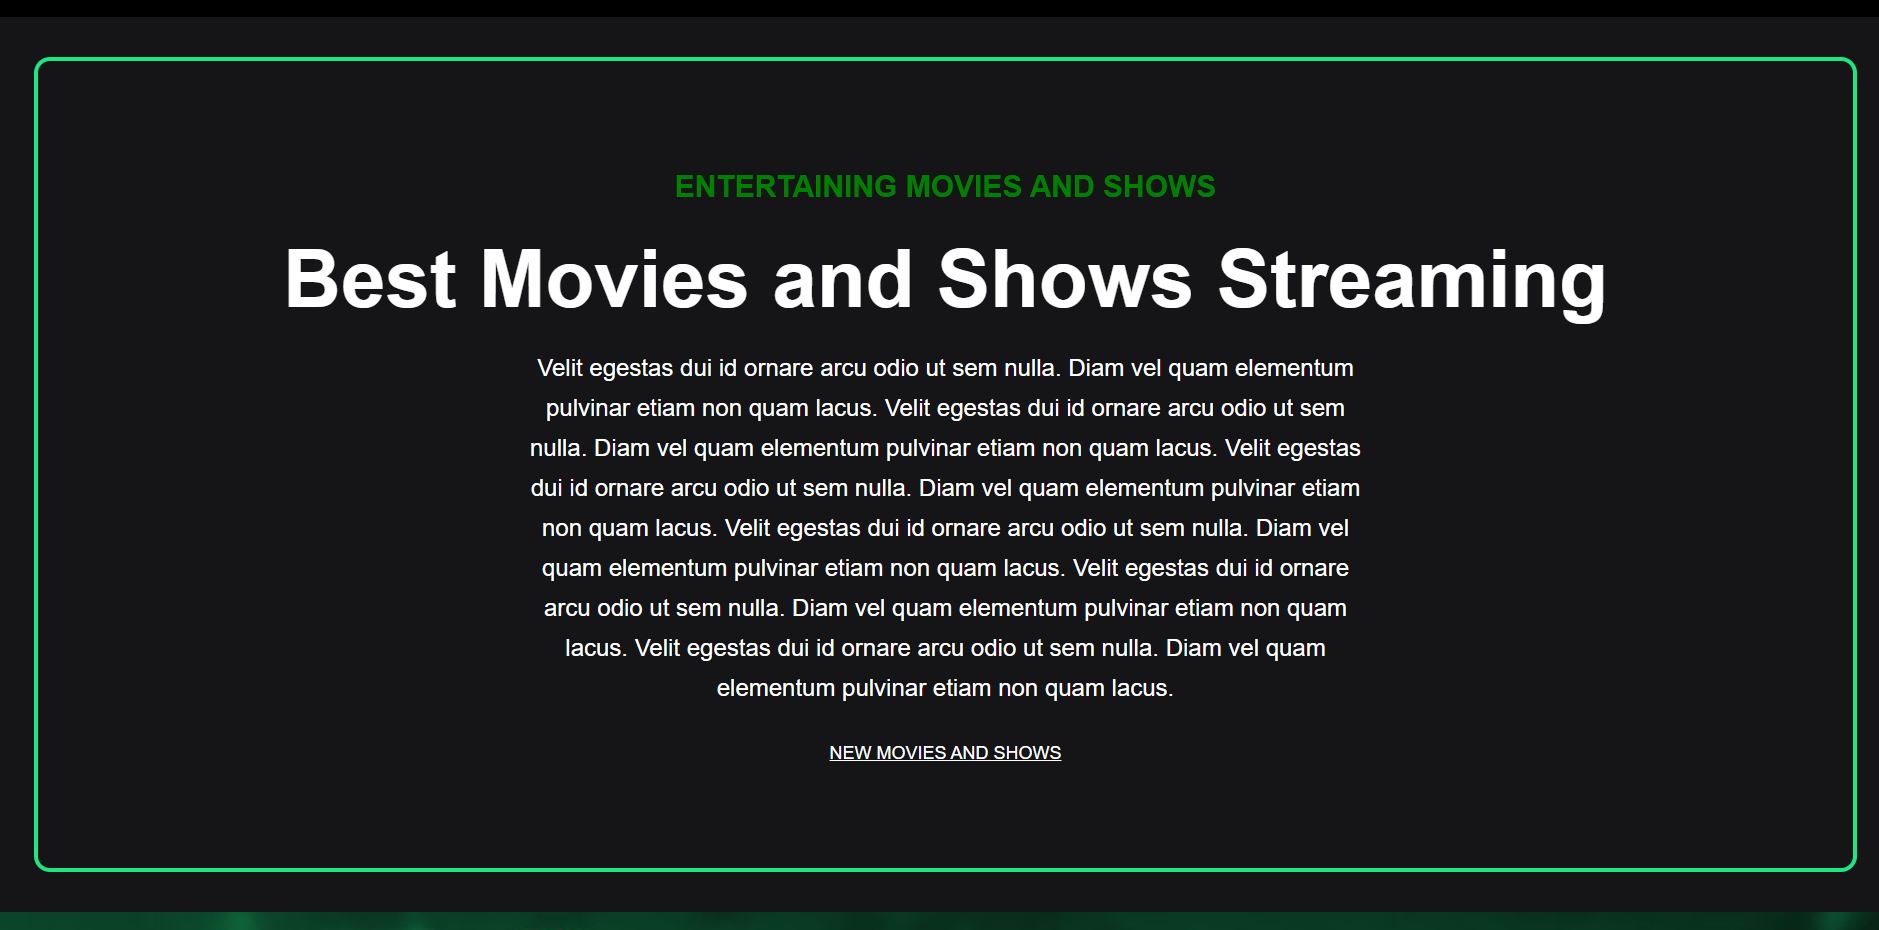 ENTERTAINING MOVIES AND SHOWS
Best Movies and Shows Streaming
Velit egestas dui id ornare arcu odio ut sem nulla. Diam vel quam elementum
pulvinar etiam non quam lacus. Velit egestas dui id ornare arcu odio ut sem
nulla. Diam vel quam elementum pulvinar etiam non quam lacus. Velit egestas
dui id ornare arcu odio ut sem nulla. Diam vel quam elementum pulvinar etiam
non quam lacus. Velit egestas dui id ornare arcu odio ut sem nulla. Diam vel
quam elementum pulvinar etiam non quam lacus. Velit egestas dui id ornare
arcu odio ut sem nulla. Diam vel quam elementum pulvinar etiam non quam
lacus. Velit egestas dui id ornare arcu odio ut sem nulla. Diam vel quam
elementum pulvinar etiam non quam lacus.
NEW MOVIES AND SHOWS